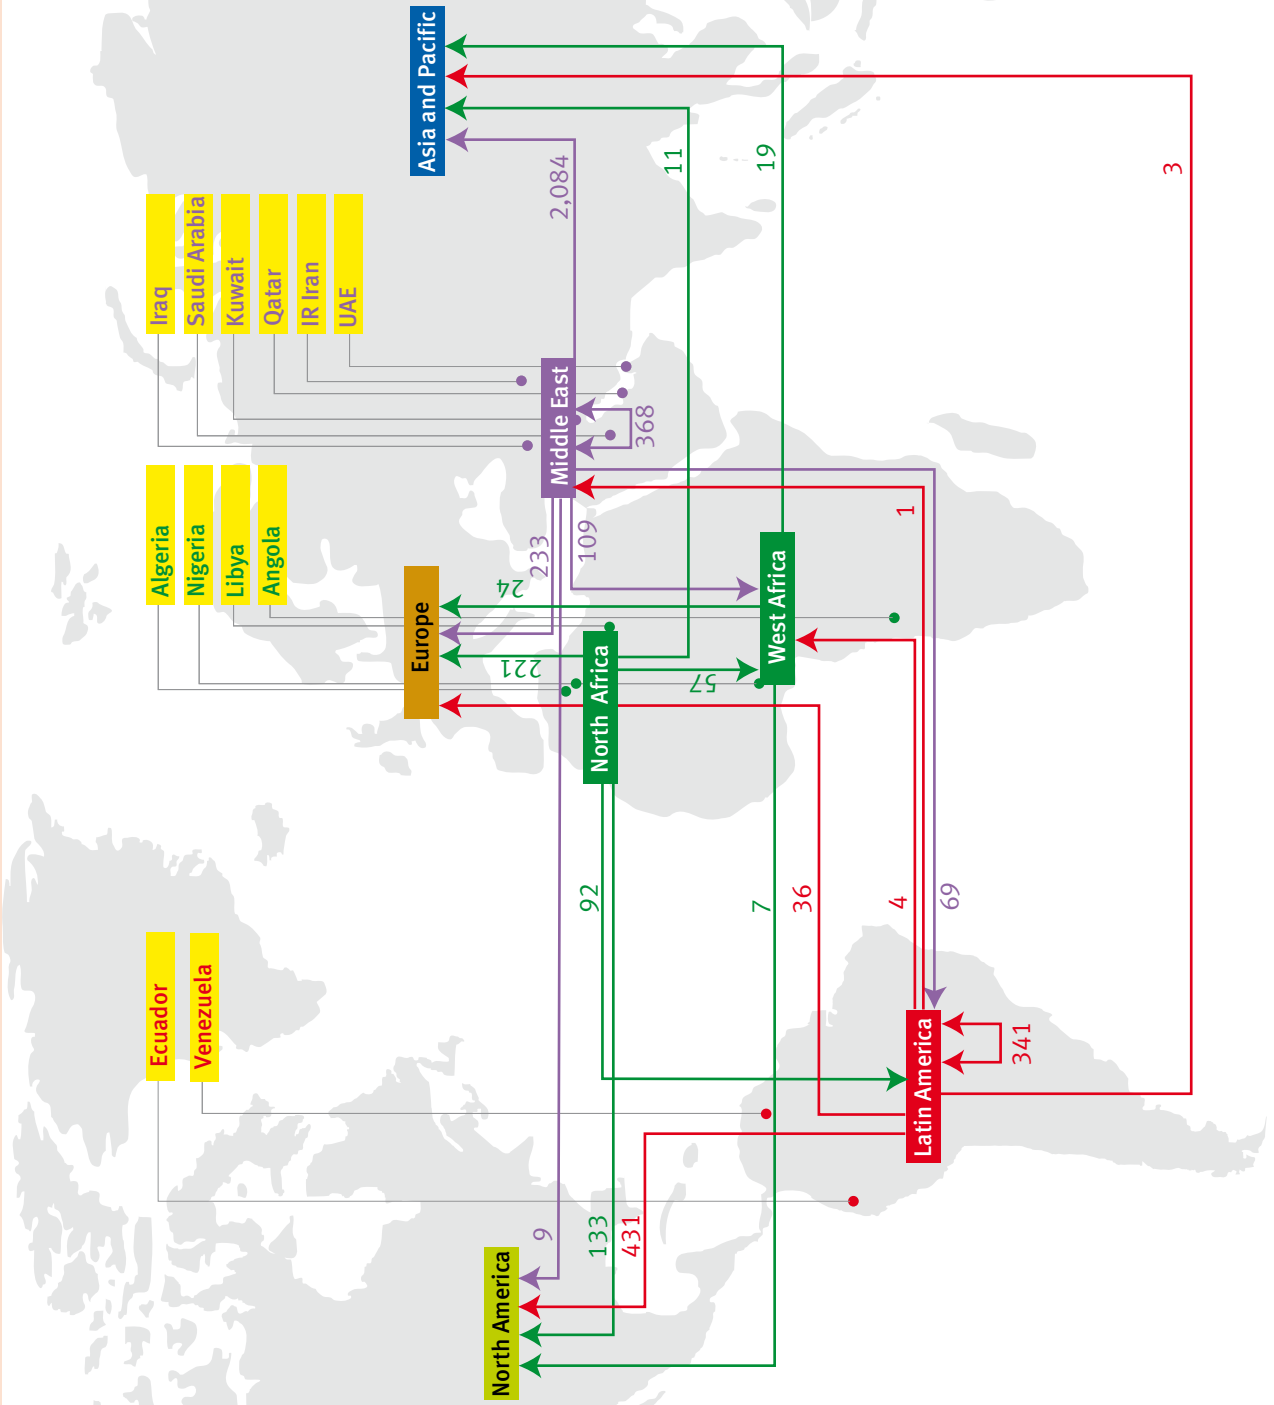 Ecuador
Venezuela
Algeria
Nigeria
Libya
Angola
Iraq
Saudi Arabia
Kuwait
Qatar
IR Iran
UAE
North America
Europe
Asia and Pacific
Middle East
North Africa
West Africa
Latin America
9
133
431
92
7
36
4
69
341
221
24
57
233
109
368
1
2,084
11
19
3